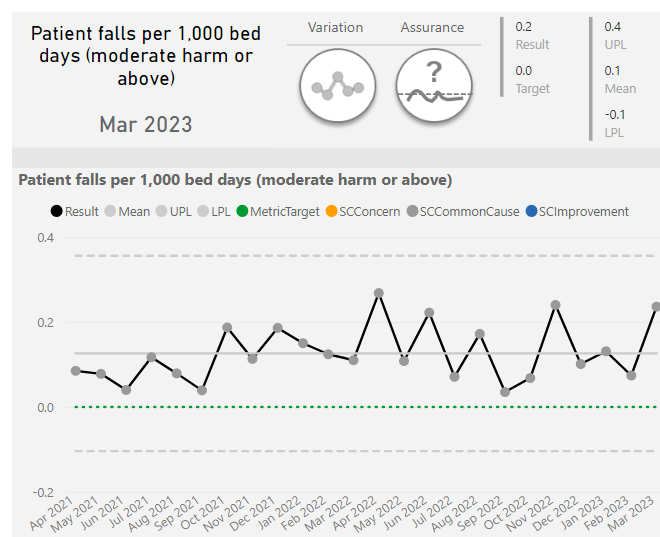 Patient falls per 1,000 bed
days (moderate harm or
above)
Mar 2023
Variation
Assurance
?
0.2
Result
0.0
Target
0.4
UPL
0.1
Mean
-0.1
LPL
Patient falls per 1,000 bed days (moderate harm or above)
Result Mean UPL LPL MetricTarget SCConcern SCCommonCause SCImprovement
0.4
0.2
0.0
-0.2
Apr 2021
May 2021
Jun 2021
Jul 2021
Aug 2021
Sep 2021
Oct 2021
Nov 2021
Dec 2021
Jan 2022
Feb 2022
Mar 2022
Apr 2022
May 2022
Jun 2022
Jul 2022
Aug 2022
Sep 2022
Oct 2022
Nov 2022
Dec 2022
Jan 2023
Feb 2023
Mar 2023